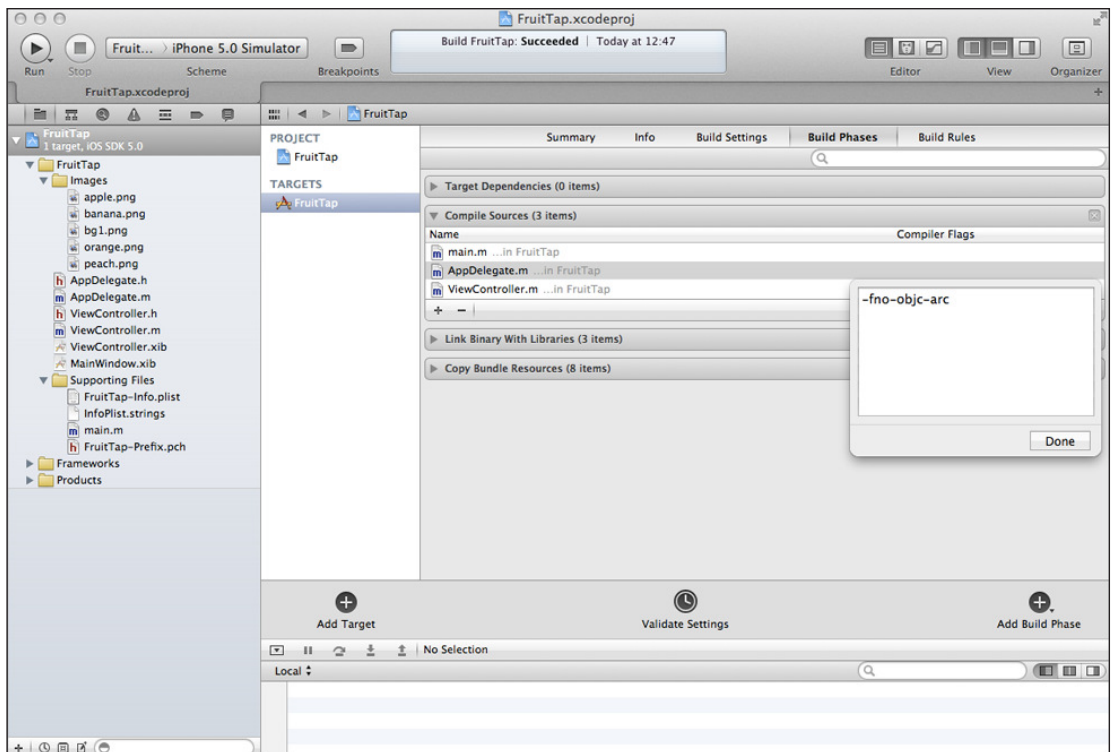 FruitTap.xcodeproj
Fruit... iPhone 5.0 Simulator
Build FruitTap: Succeeded | Today at 12:47
Run Stop Scheme Breakpoints Editor View Organizer
FruitTap.xcodeproj
FruitTap
FruitTap
1 target, iOS SDK 5.0
FruitTap
Images
apple.png
banana.png
bg1.png
orange.png
peach.png
AppDelegate.h
AppDelegate.m
ViewController.h
ViewController.m
ViewController.xib
MainWindow.xib
Supporting Files
FruitTap-Info.plist
InfoPlist.strings
main.m
FruitTap-Prefix.pch
Frameworks
Products
PROJECT
FruitTap
TARGETS
FruitTap
Summary Info Build Settings Build Phases Build Rules
Target Dependencies (0 items)
Compile Sources (3 items)
Name Compiler Flags
main.m ...in FruitTap
AppDelegate.m ...in FruitTap
ViewController.m ...in FruitTap
Link Binary With Libraries (3 items)
Copy Bundle Resources (8 items)
-fno-objc-arc
Done
Add Target Validate Settings Add Build Phase
No Selection
Local